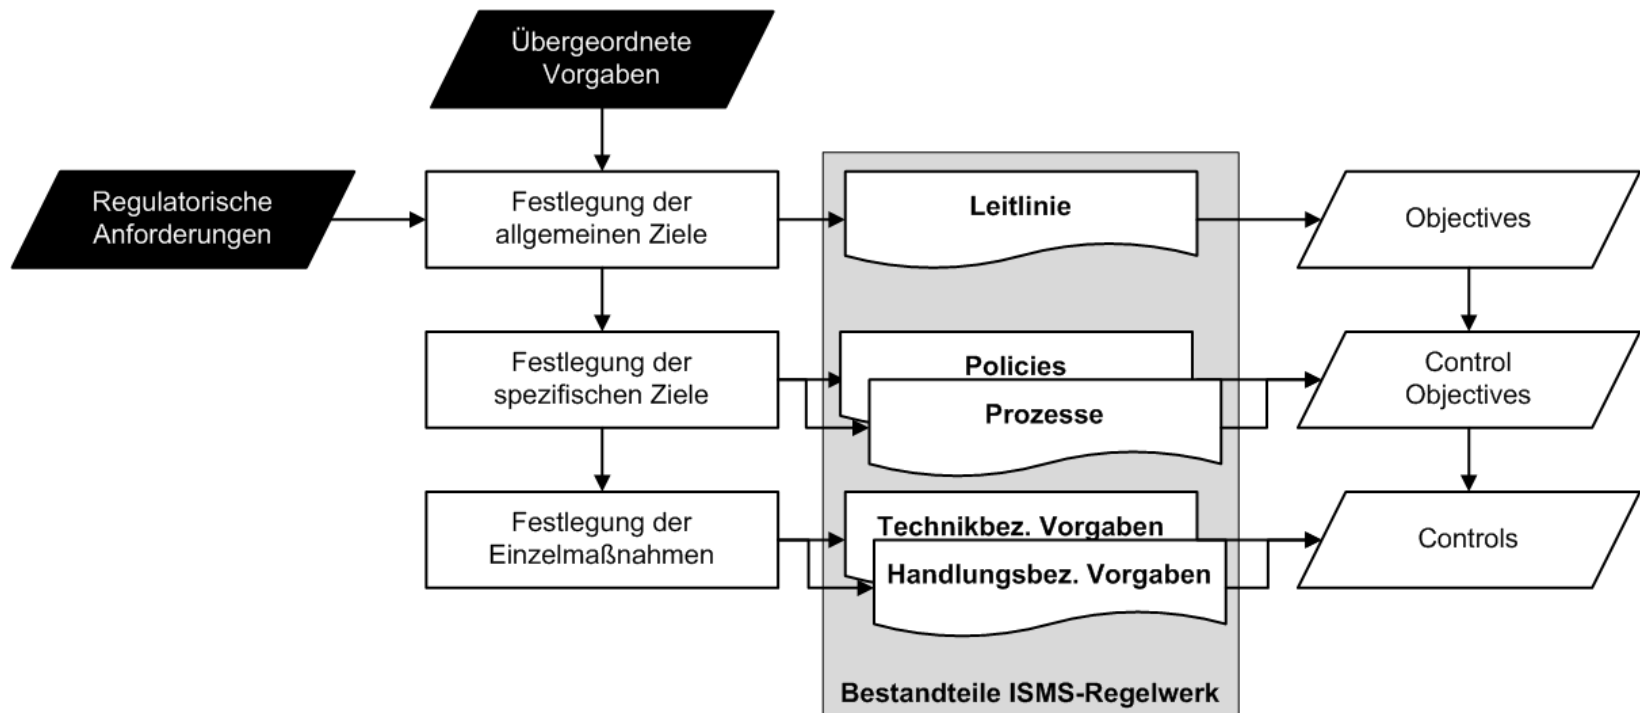 Übergeordnete
Vorgaben
Regulatorische
Anforderungen
Festlegung der
allgemeinen Ziele
Leitlinie
Objectives
Festlegung der
spezifischen Ziele
Policies
Prozesse
Control
Objectives
Festlegung der
Einzelmaßnahmen
Technikbez. Vorgaben
Handlungsbez. Vorgaben
Controls
Bestandteile ISMS-Regelwerk